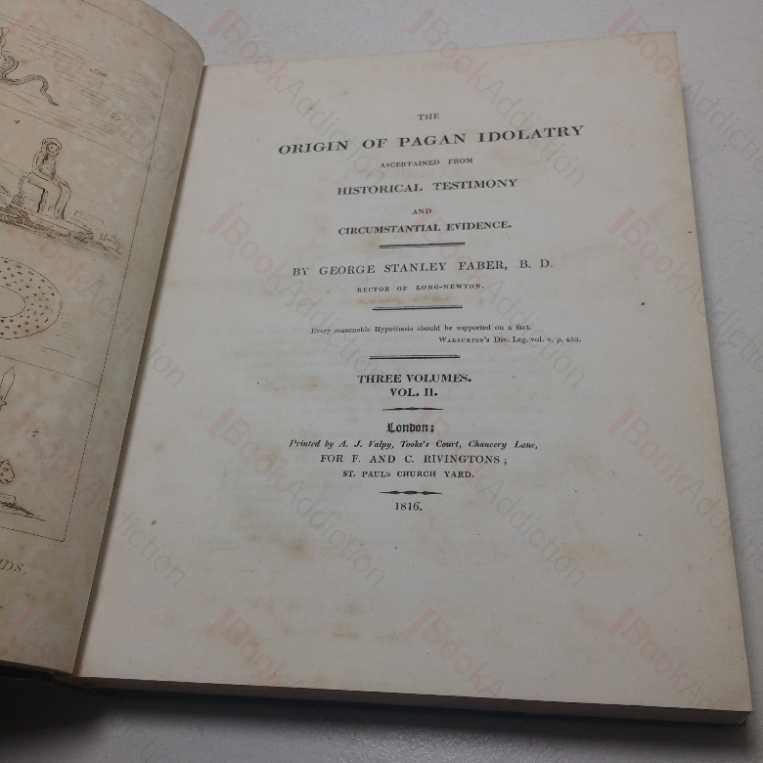 THE
ORIGIN OF PAGAN IDOLATRY
ASCERTAINED FROM
HISTORICAL TESTIMONY
AND
CIRCUMSTANTIAL EVIDENCE.
BY GEORGE STANLEY FABER, B. D.
RECTOR OF LONG-NEWTON.
Every reasonable Hypothesis should be supported on a fact.
WARBURTON'S Div. Leg. vol. v. p. 
THREE VOLUMES.
VOL. II.
London:
Printed by A. J. Valpy, Tooke's Court, Chancery Lane,
FOR F. AND C. RIVINGTONS;
ST. PAUL'S CHURCH YARD.
1816.
BookAddiction